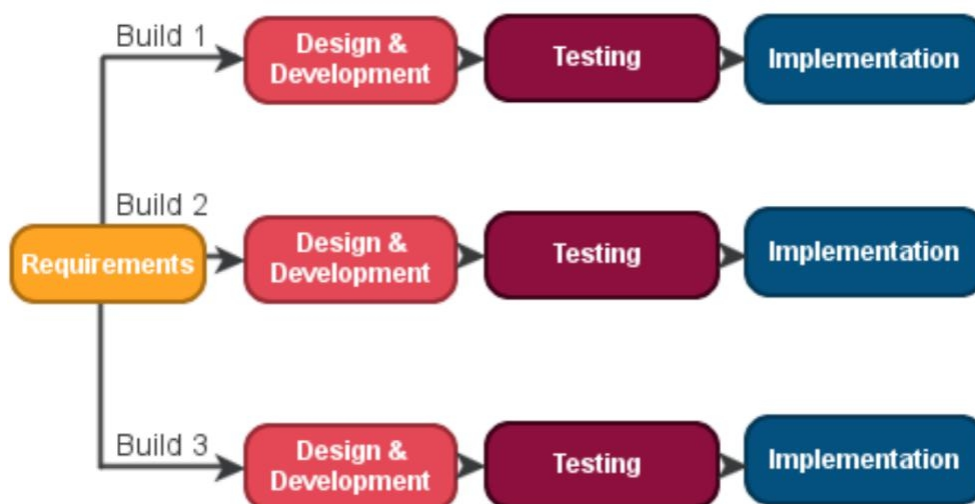 Build 1
Design &
Development
Testing
Implementation
Build 2
Requirements
Design &
Development
Testing
Implementation
Build 3
Design &
Development
Testing
Implementation